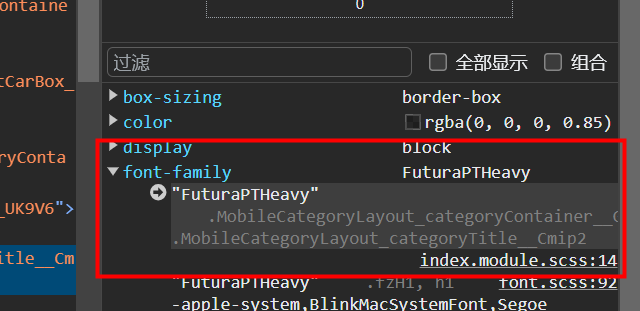 ontaine
0
过滤
全部显示
组合
tCarBox_
box-sizing border-box
color rgba(0, 0, 0, 0.85)
display block
ryConta
font-family FuturaPTHeavy
"FuturaPTHeavy"
_UK9V6">
.MobileCategoryLayout_categoryContainer__C
.MobileCategoryLayout_categoryTitle__Cmip2
itle__Cm
index.module.scss:14
"FuturaPTHeavy" .fzH1, h1 font.scss:92
-apple-system,BlinkMacSystemFont,Segoe